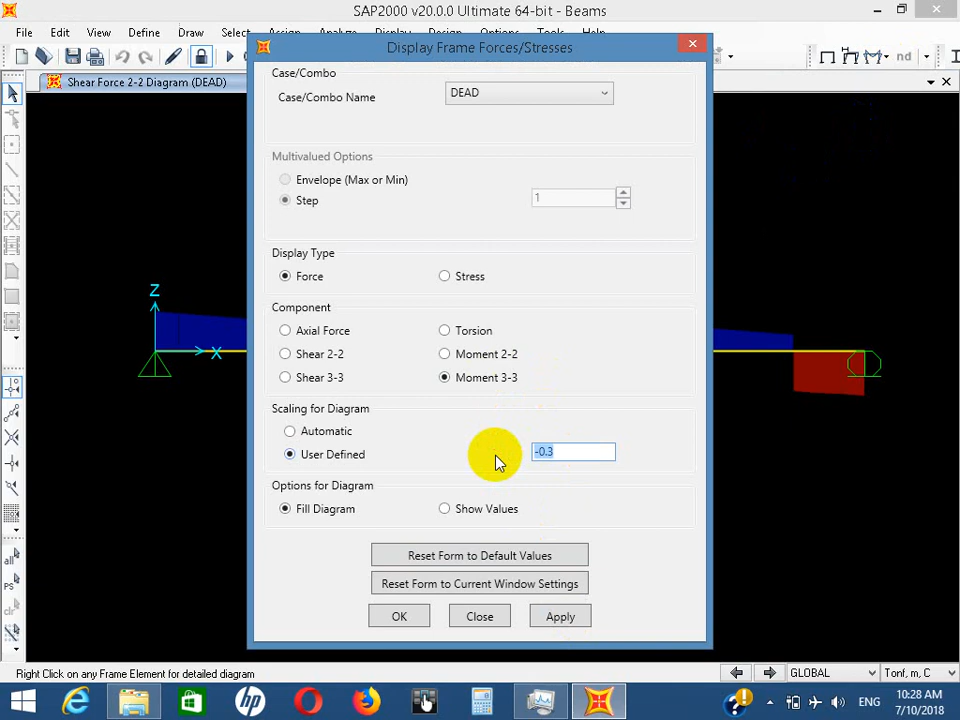 SAP2000 v20.0.0 Ultimate 64-bit - Beams
File Edit View Define Draw Select
Display Frame Forces/Stresses
nd
Shear Force 2-2 Diagram (DEAD)
Case/Combo
Case/Combo Name
DEAD
Multivalued Options
Envelope (Max or Min)
Step
1
Display Type
Force
Stress
Component
Axial Force
Torsion
Shear 2-2
Moment 2-2
Shear 3-3
Moment 3-3
Scaling for Diagram
Automatic
User Defined
-0.3
Options for Diagram
Fill Diagram
Show Values
Reset Form to Default Values
Reset Form to Current Window Settings
OK
Close
Apply
Z
X
all
PS
clr
Right Click on any Frame Element for detailed diagram
GLOBAL
Tonf, m, C
ENG
10:28 AM
7/10/2018